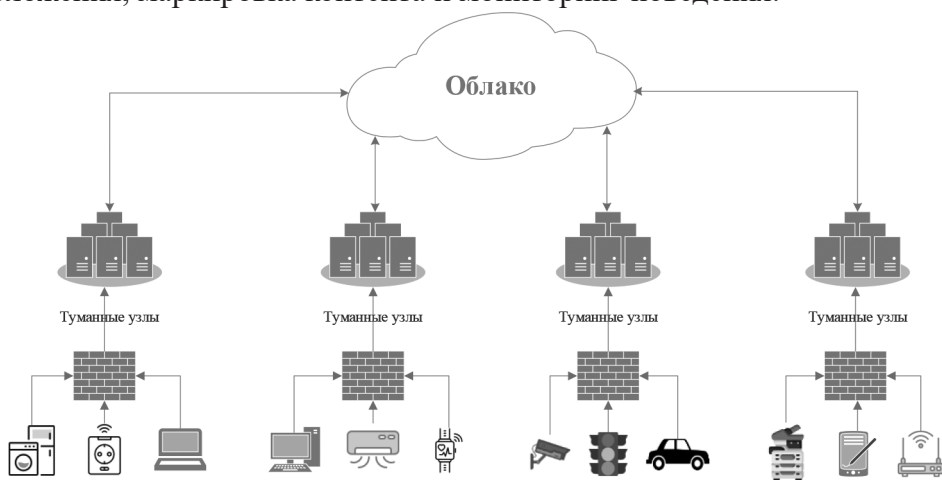 маркировка контента и мониторинг поведения.
Облако
Туманные узлы
Туманные узлы
Туманные узлы
Туманные узлы